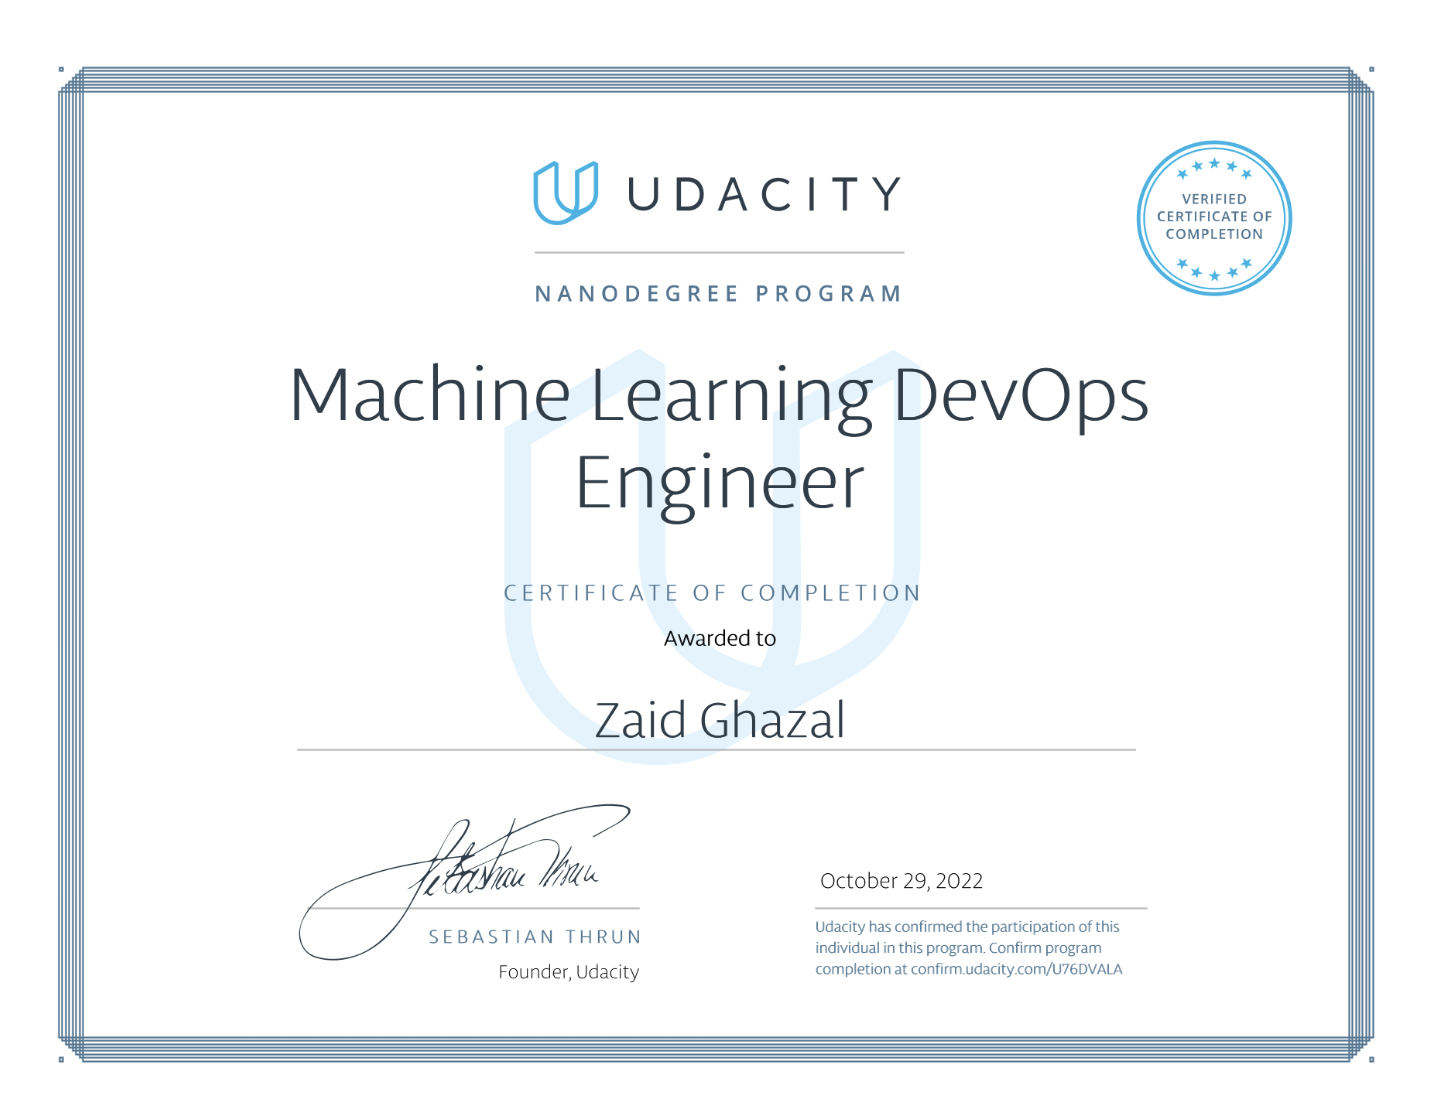 UDACITY
VERIFIED
CERTIFICATE OF
COMPLETION
NANODEGREE PROGRAM
Machine Learning DevOps
Engineer
CERTIFICATE OF COMPLETION
Awarded to
Zaid Ghazal
Sebastian Thrun
SEBASTIAN THRUN
Founder, Udacity
October 29, 2022
Udacity has confirmed the participation of this
individual in this program. Confirm program
completion at confirm.udacity.com/U76DVALA